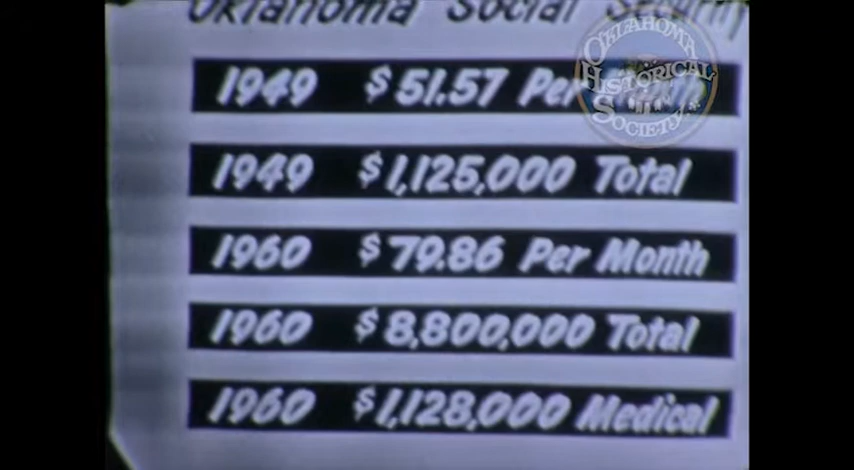 Oklahoma Social Security
OKLAHOMA
HISTORICAL
SOCIETY
1949 $51.57 Per Month
1949 $1,125,000 Total
1960 $79.86 Per Month
1960 $8,800,000 Total
1960 $1,128,000 Medical